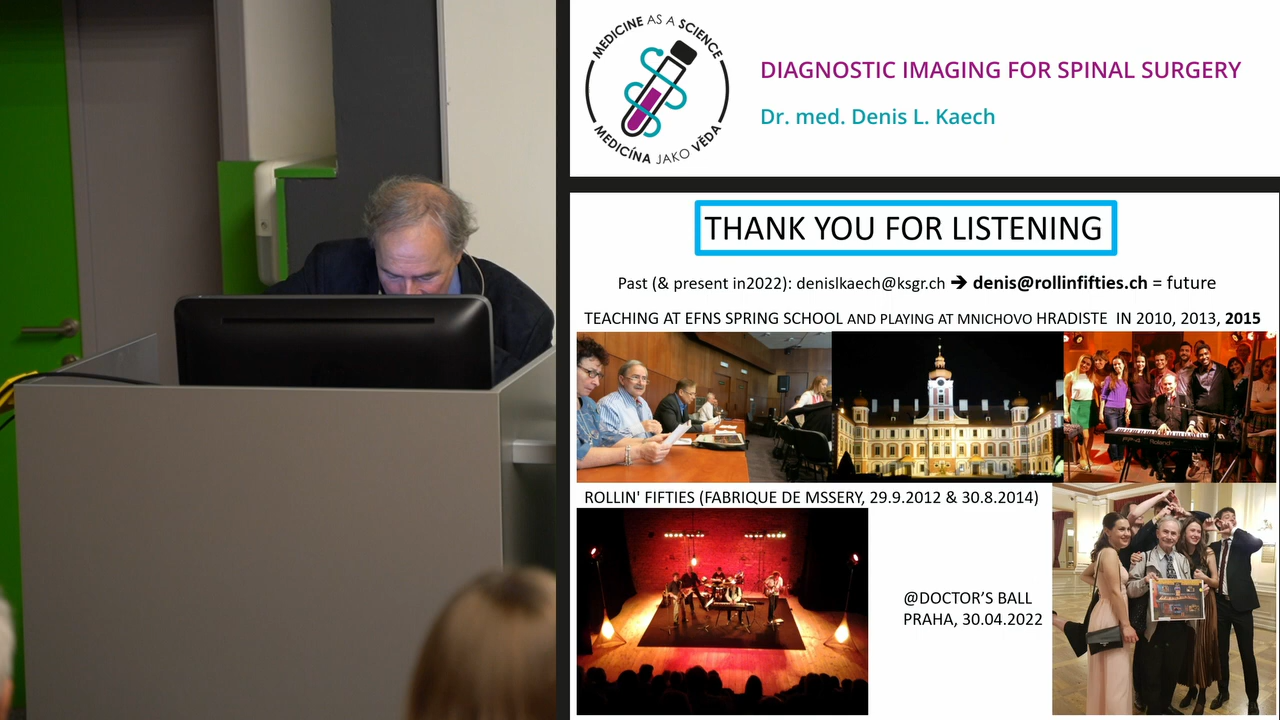 MEDICINE AS A SCIENCE
MEDICÍNA JAKO VĚDA
DIAGNOSTIC IMAGING FOR SPINAL SURGERY
Dr. med. Denis L. Kaech
THANK YOU FOR LISTENING
Past (& present in2022): denislkaech@ksgr.ch ➔ denis@rollinfifties.ch = future
TEACHING AT EFNS SPRING SCHOOL AND PLAYING AT MNICHOVO HRADISTE IN 2010, 2013, 2015
FP-4 Roland
ROLLIN' FIFTIES (FABRIQUE DE MSSERY, 29.9.2012 & 30.8.2014)
@DOCTOR'S BALL
PRAHA, 30.04.2022